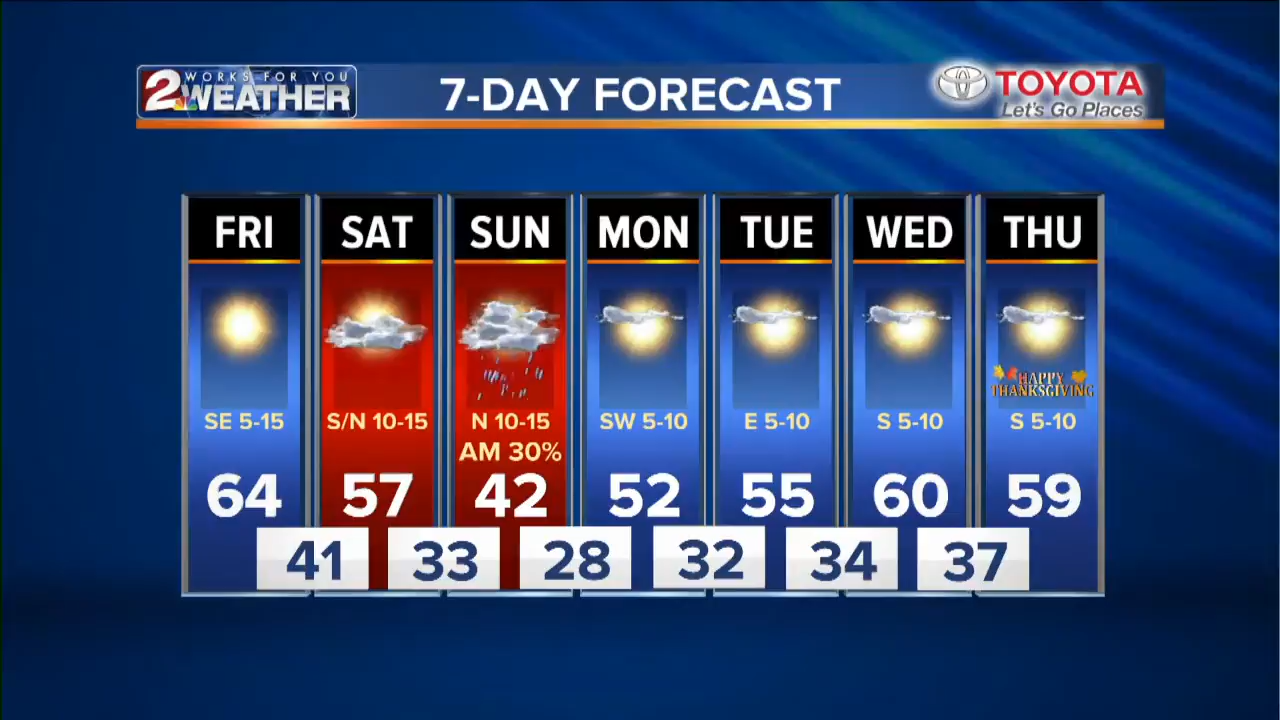 2 WORKS FOR YOU
WEATHER
7-DAY FORECAST
TOYOTA
Let's Go Places
FRI SAT SUN MON TUE WED THU
HAPPY
THANKSGIVING
SE 5-15 S/N 10-15 N 10-15 SW 5-10 E 5-10 S 5-10 S 5-10
AM 30%
64 57 42 52 55 60 59
41 33 28 32 34 37